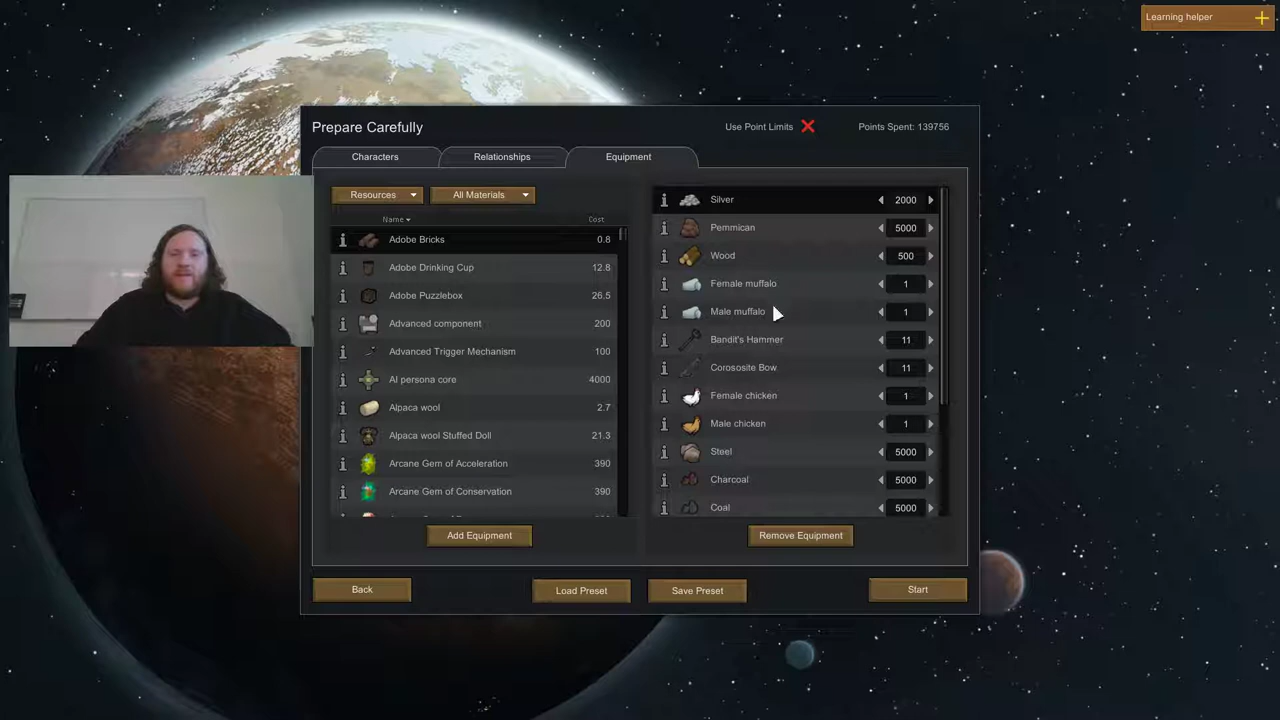 Learning helper
Prepare Carefully
Use Point Limits
Points Spent: 139756
Characters
Relationships
Equipment
Resources
All Materials
Name
Cost
Adobe Bricks 0.8
Adobe Drinking Cup 12.8
Adobe Puzzlebox 26.5
Advanced component 200
Advanced Trigger Mechanism 100
AI persona core 4000
Alpaca wool 2.7
Alpaca wool Stuffed Doll 21.3
Arcane Gem of Acceleration 390
Arcane Gem of Conservation 390
Add Equipment
Silver 2000
Pemmican 5000
Wood 500
Female muffalo 1
Male muffalo 1
Bandit's Hammer 11
Corososite Bow 11
Female chicken 1
Male chicken 1
Steel 5000
Charcoal 5000
Coal 5000
Remove Equipment
Back
Load Preset
Save Preset
Start